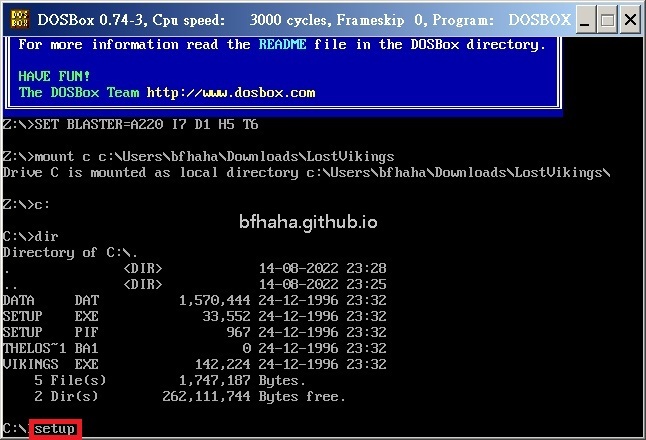 DOSBox 0.74-3, Cpu speed:    3000 cycles, Frameskip  0, Program:   DOSBOX
For more information read the README file in the DOSBox directory.
HAVE FUN!
The DOSBox Team http://www.dosbox.com
Z:\>SET BLASTER=A220 I7 D1 H5 T6
Z:\>mount c c:\Users\bfhaha\Downloads\LostVikings
Drive C is mounted as local directory c:\Users\bfhaha\Downloads\LostVikings\
Z:\>c:
bfhaha.github.io
C:\>dir
Directory of C:\.
.              <DIR>            14-08-2022 23:28
..             <DIR>            14-08-2022 23:25
DATA     DAT         1,570,444 24-12-1996 23:32
SETUP    EXE            33,552 24-12-1996 23:32
SETUP    PIF               967 24-12-1996 23:32
THELOS~1 BA1                 0 24-12-1996 23:32
VIKINGS  EXE           142,224 24-12-1996 23:32
    5 File(s)        1,747,187 Bytes.
    2 Dir(s)       262,111,744 Bytes free.
C:\>setup